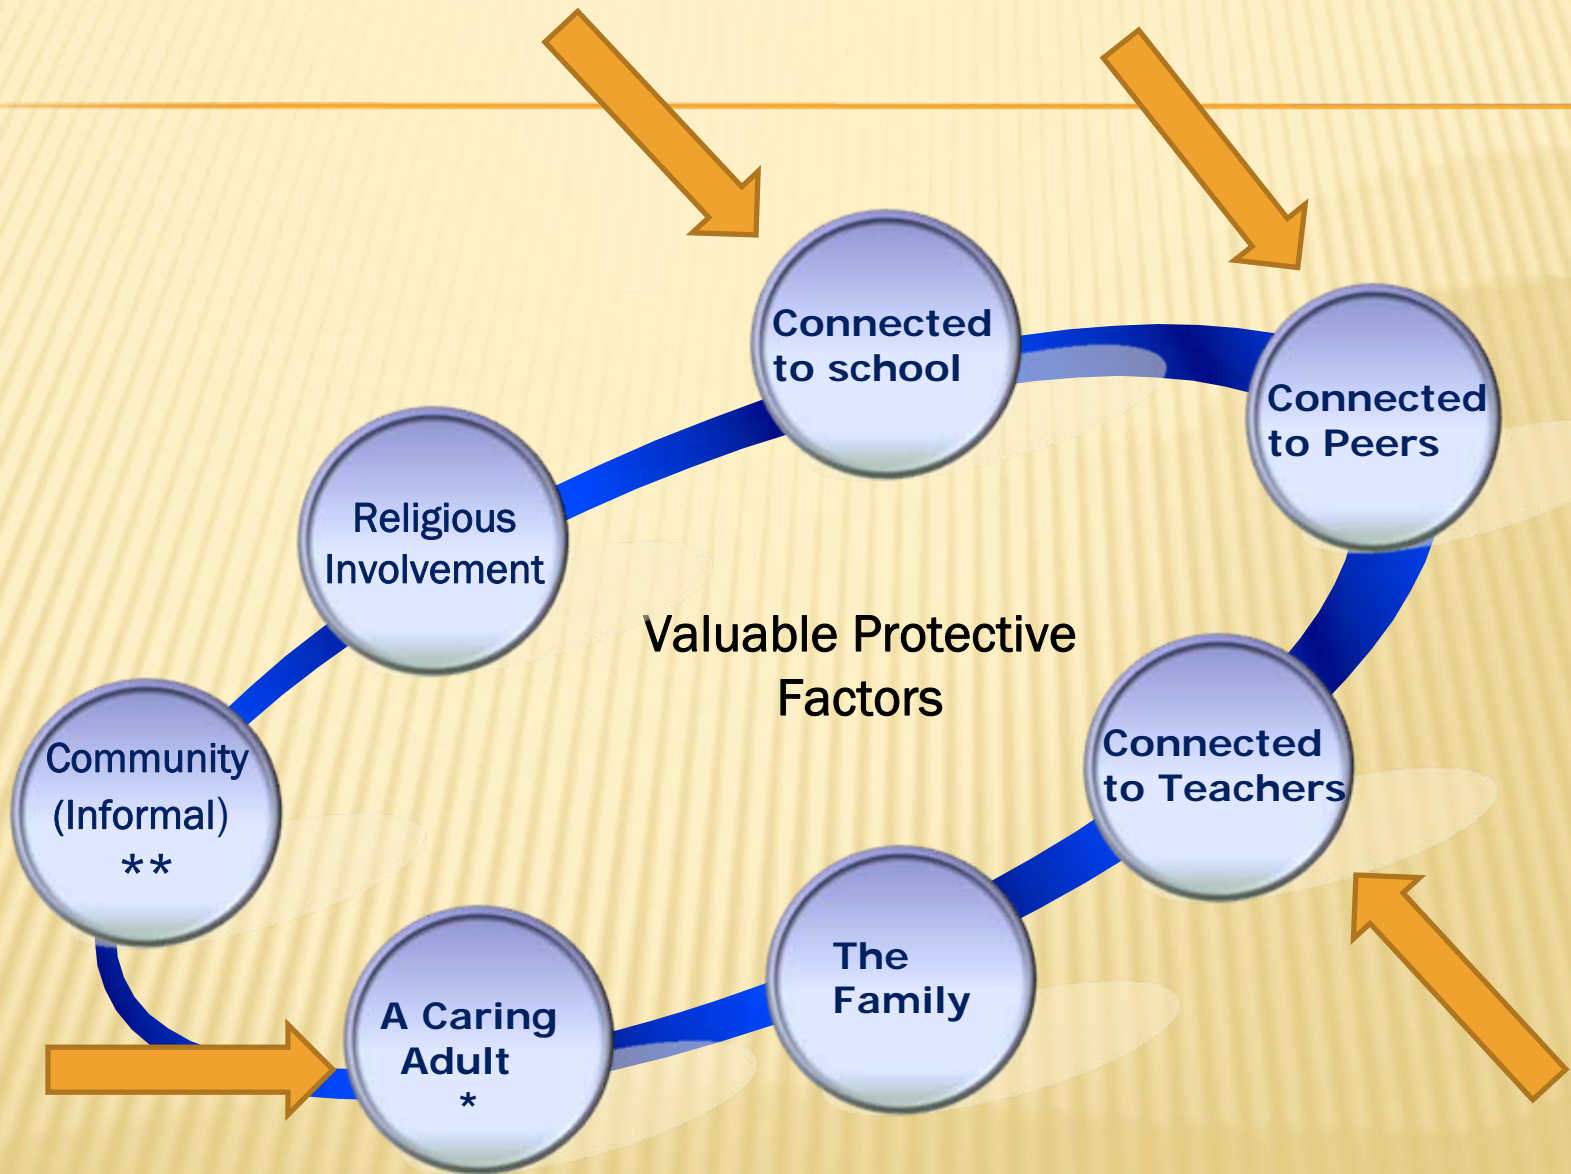 Connected
to school
Connected
to Peers
Religious
Involvement
Valuable Protective
Factors
Connected
to Teachers
Community
(Informal)
**
The
Family
A Caring
Adult
*